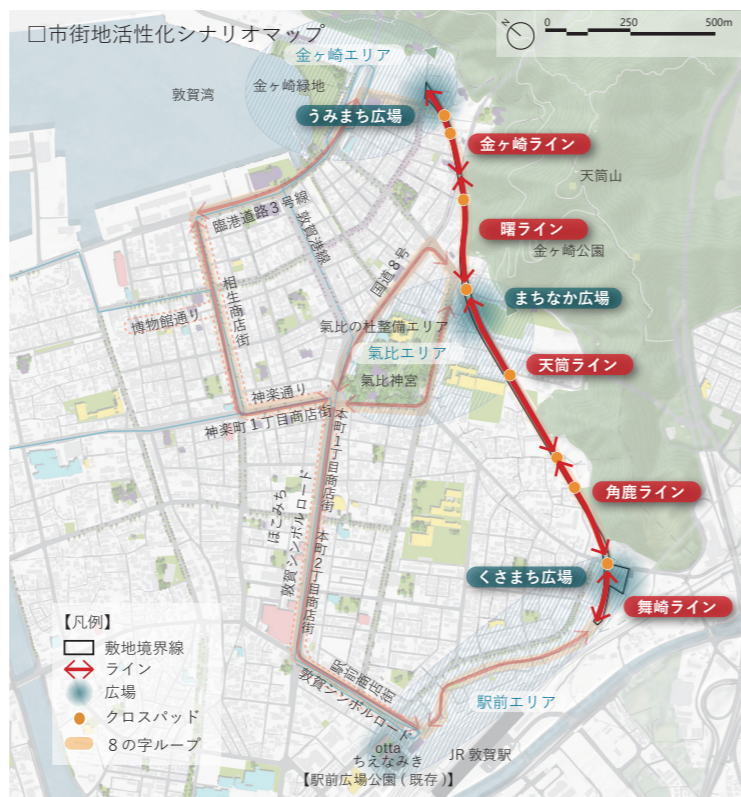 □市街地活性化シナリオマップ
N
0 250 500m
金ヶ崎エリア
敦賀湾
金ヶ崎緑地
うみまち広場
金ヶ崎ライン
天筒山
臨港道路３号線
敦賀港線
曙ライン
金ヶ崎公園
国道８号
相生商店街
博物館通り
まちなか広場
氣比の杜整備エリア
氣比エリア
天筒ライン
氣比神宮
神楽通り
神楽町１丁目商店街
本町１丁目商店街
ほこみち
敦賀シンボルロード
本町２丁目商店街
角鹿ライン
くさまち広場
舞崎ライン
駅前商店街
敦賀シンボルロード
駅前エリア
otta
ちえなみき
JR 敦賀駅
【駅前広場公園 ( 既存 )】
【凡例】
敷地境界線
ライン
広場
クロスパッド
８の字ループ